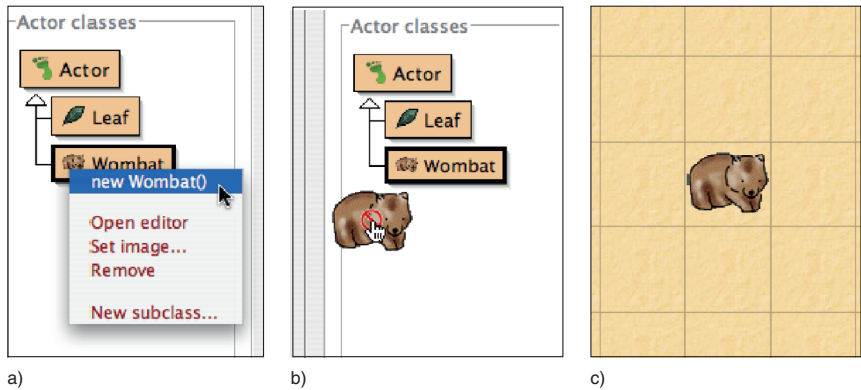 Actor classes
Actor
Leaf
Wombat
new Wombat()
Open editor
Set image...
Remove
New subclass...
a)
Actor classes
Actor
Leaf
Wombat
b)
c)